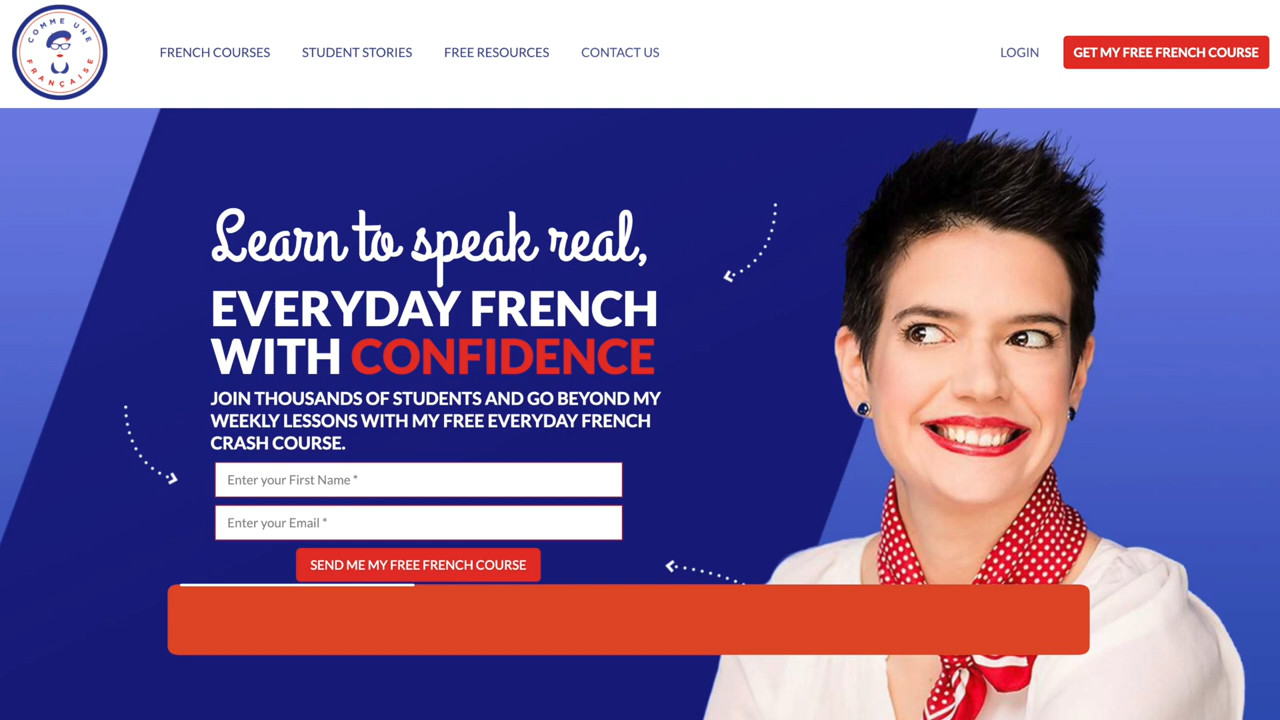 COMME UNE
FRANÇAISE
FRENCH COURSES
STUDENT STORIES
FREE RESOURCES
CONTACT US
LOGIN
GET MY FREE FRENCH COURSE
Learn to speak real,
EVERYDAY FRENCH
WITH CONFIDENCE
JOIN THOUSANDS OF STUDENTS AND GO BEYOND MY
WEEKLY LESSONS WITH MY FREE EVERYDAY FRENCH
CRASH COURSE.
Enter your First Name *
Enter your Email *
SEND ME MY FREE FRENCH COURSE